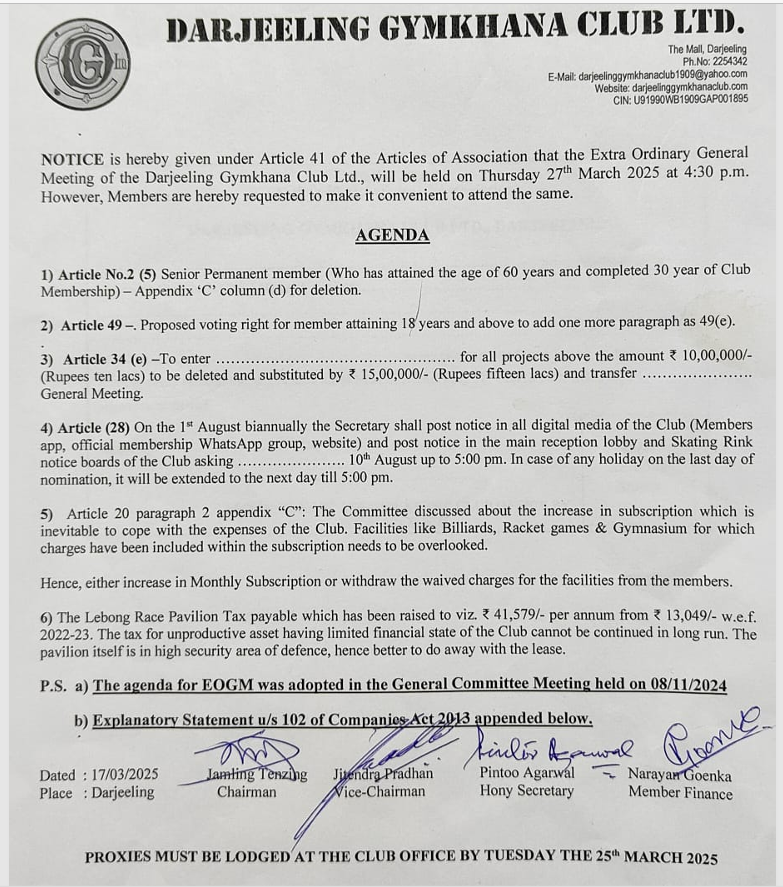 DARJEELING GYMKHANA CLUB LTD.
The Mall, Darjeeling
Ph.No: 2254342
E-Mail: darjeelinggymkhanaclub1909@yahoo.com
Website: darjeelinggymkhanaclub.com
CIN: U91990WB1909GAP001895
NOTICE is hereby given under Article 41 of the Articles of Association that the Extra Ordinary General
Meeting of the Darjeeling Gymkhana Club Ltd., will be held on Thursday 27th March 2025 at 4:30 p.m.
However, Members are hereby requested to make it convenient to attend the same.
AGENDA
1) Article No.2 (5) Senior Permanent member (Who has attained the age of 60 years and completed 30 year of Club
Membership) – Appendix ‘C’ column (d) for deletion.
2) Article 49 –. Proposed voting right for member attaining 18 years and above to add one more paragraph as 49(e).
3) Article 34 (e) –To enter ................................................ for all projects above the amount ₹ 10,00,000/-
(Rupees ten lacs) to be deleted and substituted by ₹ 15,00,000/- (Rupees fifteen lacs) and transfer ......................
General Meeting.
4) Article (28) On the 1st August biannually the Secretary shall post notice in all digital media of the Club (Members
app, official membership WhatsApp group, website) and post notice in the main reception lobby and Skating Rink
notice boards of the Club asking ..................... 10th August up to 5:00 pm. In case of any holiday on the last day of
nomination, it will be extended to the next day till 5:00 pm.
5) Article 20 paragraph 2 appendix “C”: The Committee discussed about the increase in subscription which is
inevitable to cope with the expenses of the Club. Facilities like Billiards, Racket games & Gymnasium for which
charges have been included within the subscription needs to be overlooked.
Hence, either increase in Monthly Subscription or withdraw the waived charges for the facilities from the members.
6) The Lebong Race Pavilion Tax payable which has been raised to viz. ₹ 41,579/- per annum from ₹ 13,049/- w.e.f.
2022-23. The tax for unproductive asset having limited financial state of the Club cannot be continued in long run. The
pavilion itself is in high security area of defence, hence better to do away with the lease.
P.S. a) The agenda for EOGM was adopted in the General Committee Meeting held on 08/11/2024
b) Explanatory Statement u/s 102 of Companies Act 2013 appended below.
Pintoo Agarwal
Goenka
Dated : 17/03/2025 Jamling Tenzing Jitendra Pradhan Pintoo Agarwal Narayan Goenka
Place : Darjeeling Chairman Vice-Chairman Hony Secretary Member Finance
PROXIES MUST BE LODGED AT THE CLUB OFFICE BY TUESDAY THE 25th MARCH 2025